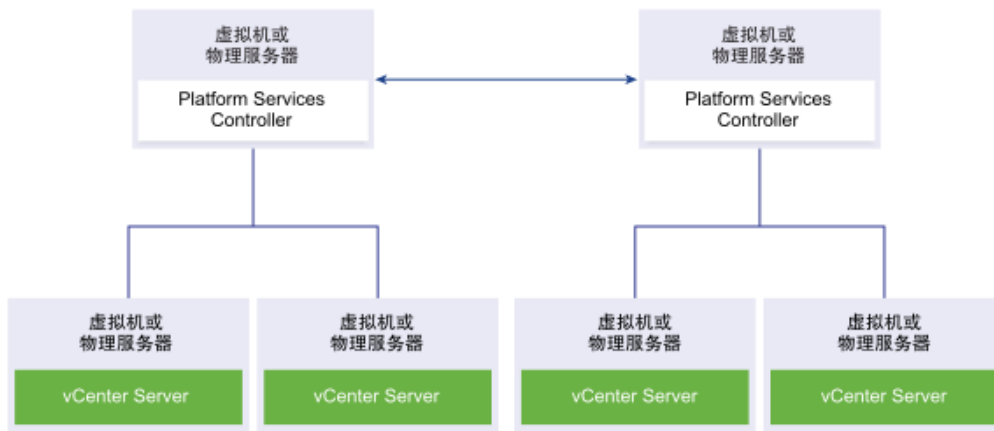 虚拟机或
物理服务器
Platform Services
Controller
虚拟机或
物理服务器
Platform Services
Controller
虚拟机或
物理服务器
vCenter Server
虚拟机或
物理服务器
vCenter Server
虚拟机或
物理服务器
vCenter Server
虚拟机或
物理服务器
vCenter Server